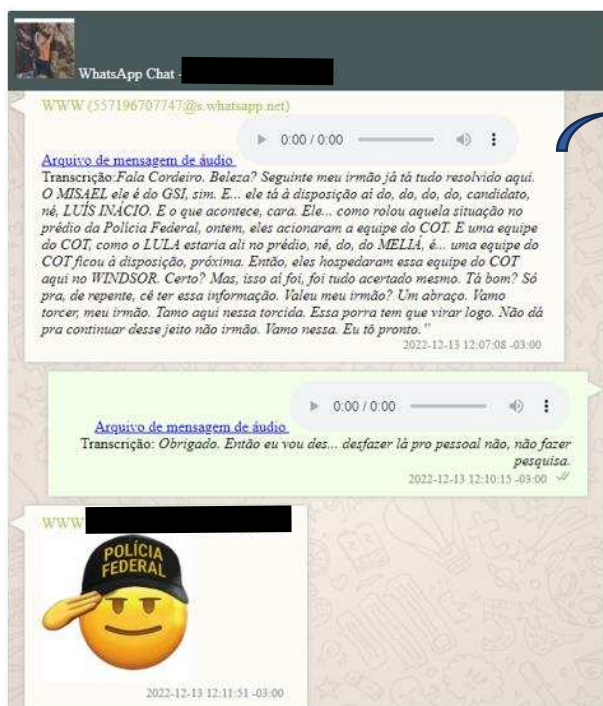 WhatsApp Chat -
WWW (557196707747@s.whatsapp.net)
0:00 / 0:00
Arquivo de mensagem de áudio
Transcrição:Fala Cordeiro. Beleza? Seguinte meu irmão já tá tudo resolvido aqui.
O MISAEL ele é do GSI, sim. E... ele tá à disposição aí do, do, do, do, candidato,
né, LUÍS INÁCIO. E o que acontece, cara. Ele... como rolou aquela situação no
prédio da Polícia Federal, ontem, eles acionaram a equipe do COT. E uma equipe
do COT, como o LULA estaria ali no prédio, né, do, do MELIÁ, é... uma equipe do
COT ficou à disposição, próxima. Então, eles hospedaram essa equipe do COT
aqui no WINDSOR. Certo? Mas, isso aí foi, foi tudo acertado mesmo. Tá bom? Só
pra, de repente, cê ter essa informação. Valeu meu irmão? Um abraço. Vamo
torcer, meu irmão. Tamo aqui nessa torcida. Essa porra tem que virar logo. Não dá
pra continuar desse jeito não irmão. Vamo nessa. Eu tô pronto."
2022-12-13 12:07:08 -03:00
0:00 / 0:00
Arquivo de mensagem de áudio
Transcrição: Obrigado. Então eu vou des... desfazer lá pro pessoal não, não fazer
pesquisa.
2022-12-13 12:10:15 -03:00
WWW
POLÍCIA
FEDERAL
2022-12-13 12:11:51 -03:00